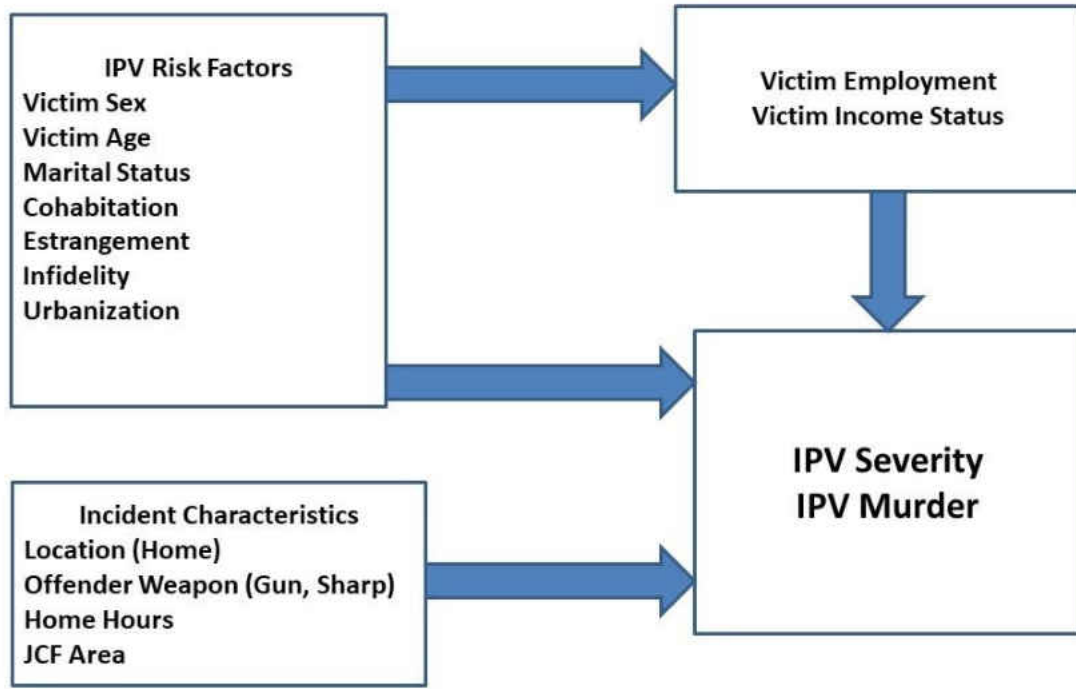 IPV Risk Factors
Victim Sex
Victim Age
Marital Status
Cohabitation
Estrangement
Infidelity
Urbanization
Victim Employment
Victim Income Status
IPV Severity
IPV Murder
Incident Characteristics
Location (Home)
Offender Weapon (Gun, Sharp)
Home Hours
JCF Area